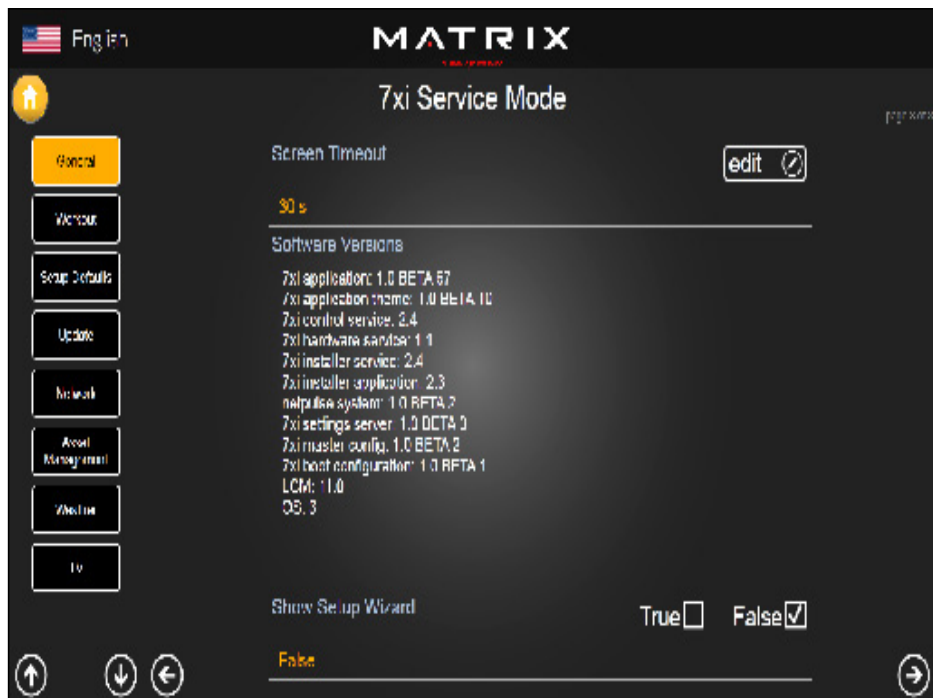 English
MATRIX
7xi Service Mode
General
Workout
Setup Defaults
Update
Network
Asset
Management
Weather
TV
Screen Timeout
edit
30 s
Software Versions
7xi application: 1.0 BETA 67
7xi application theme: 1.0 BETA 10
7xi control service: 2.4
7xi hardware service: 1.1
7xi installer service: 2.4
7xi installer application: 2.3
netpulse system: 1.0 BETA 2
7xi settings server: 1.0 BETA
7xi master config: 1.0 BETA 2
7xi boot configuration: 1.0 BETA 1
OS: 3
Show Setup Wizard
True
False
False